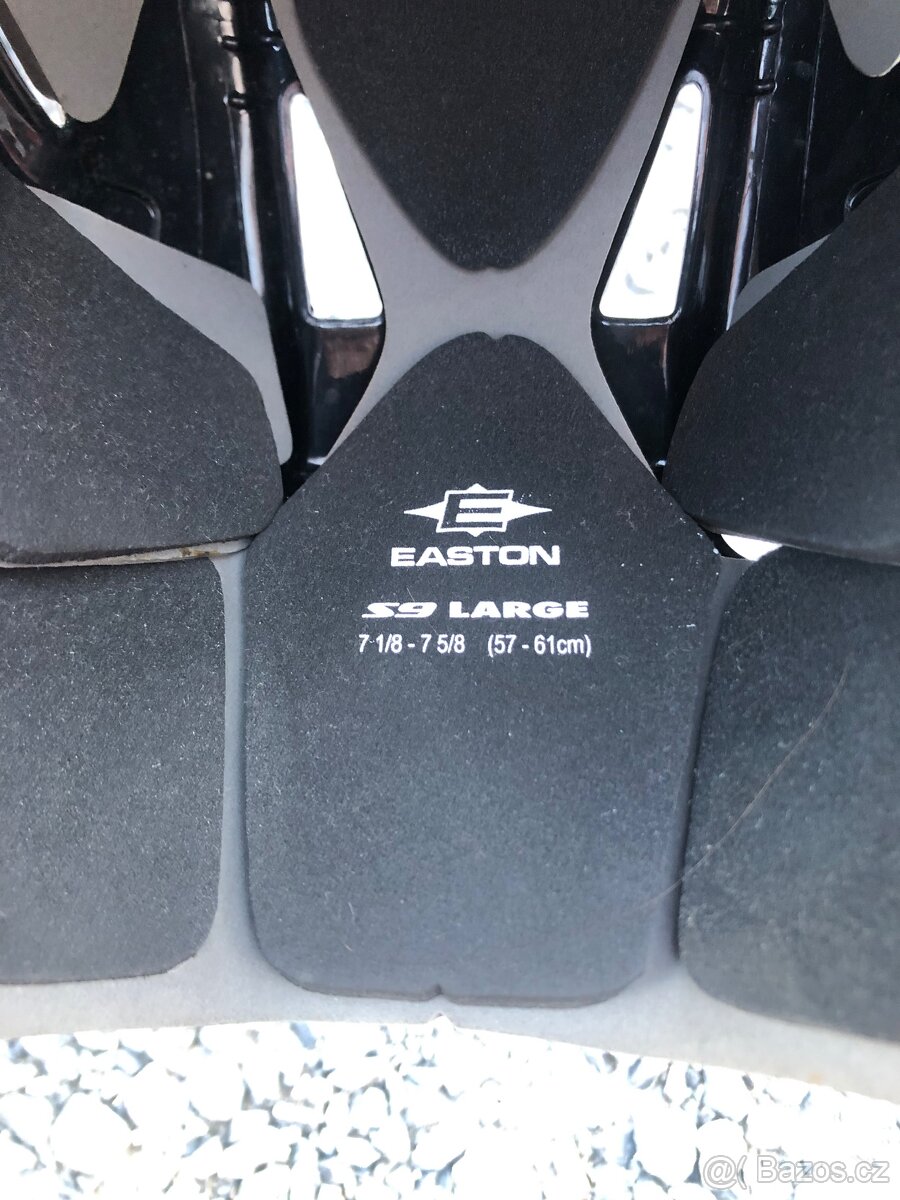 E
EASTON
S9 LARGE
7 1/8 - 7 5/8 (57 - 61cm)
@ Bazos.cz